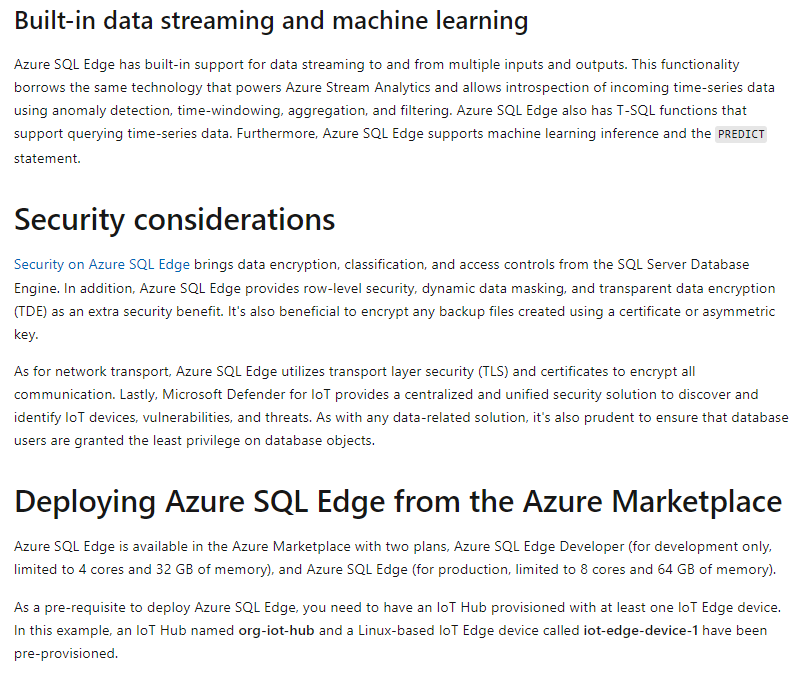 Built-in data streaming and machine learning
Azure SQL Edge has built-in support for data streaming to and from multiple inputs and outputs. This functionality
borrows the same technology that powers Azure Stream Analytics and allows introspection of incoming time-series data
using anomaly detection, time-windowing, aggregation, and filtering. Azure SQL Edge also has T-SQL functions that
support querying time-series data. Furthermore, Azure SQL Edge supports machine learning inference and the PREDICT
statement.
Security considerations
Security on Azure SQL Edge brings data encryption, classification, and access controls from the SQL Server Database
Engine. In addition, Azure SQL Edge provides row-level security, dynamic data masking, and transparent data encryption
(TDE) as an extra security benefit. It's also beneficial to encrypt any backup files created using a certificate or asymmetric
key.
As for network transport, Azure SQL Edge utilizes transport layer security (TLS) and certificates to encrypt all
communication. Lastly, Microsoft Defender for IoT provides a centralized and unified security solution to discover and
identify IoT devices, vulnerabilities, and threats. As with any data-related solution, it's also prudent to ensure that database
users are granted the least privilege on database objects.
Deploying Azure SQL Edge from the Azure Marketplace
Azure SQL Edge is available in the Azure Marketplace with two plans, Azure SQL Edge Developer (for development only,
limited to 4 cores and 32 GB of memory), and Azure SQL Edge (for production, limited to 8 cores and 64 GB of memory).
As a pre-requisite to deploy Azure SQL Edge, you need to have an IoT Hub provisioned with at least one IoT Edge device.
In this example, an IoT Hub named org-iot-hub and a Linux-based IoT Edge device called iot-edge-device-1 have been
pre-provisioned.